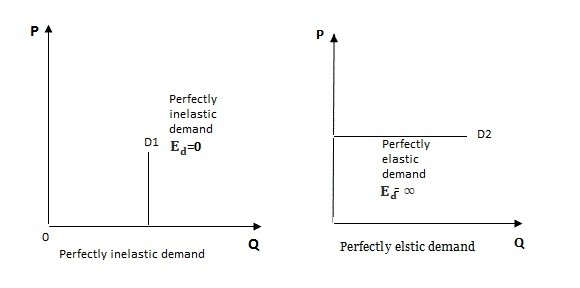 P
Perfectly
inelastic
demand
D1
Ed=0
0
Q
Perfectly inelastic demand
P
D2
Perfectly
elastic
demand
Ed= ∞
Perfectly elstic demand
Q